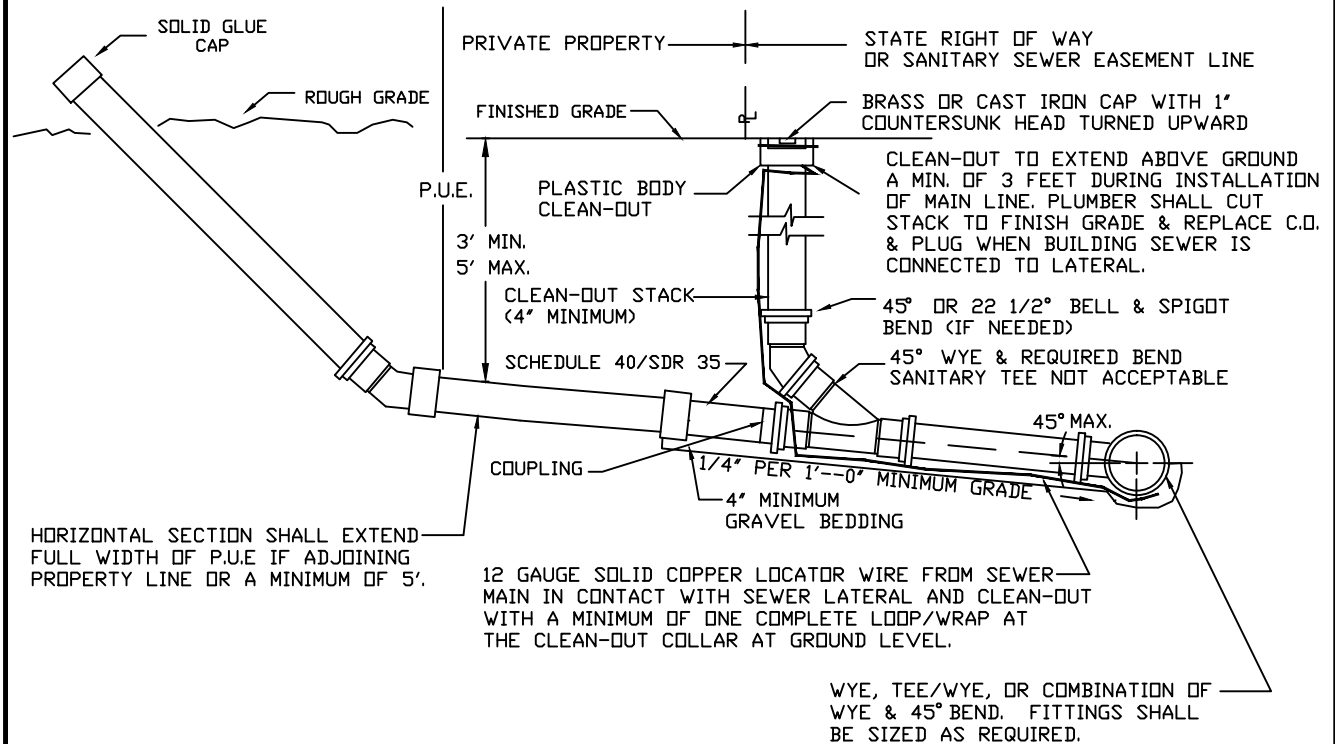 SOLID GLUE
CAP
ROUGH GRADE
PRIVATE PROPERTY
STATE RIGHT OF WAY
OR SANITARY SEWER EASEMENT LINE
FINISHED GRADE
PL
BRASS OR CAST IRON CAP WITH 1"
COUNTERSUNK HEAD TURNED UPWARD
P.U.E.
PLASTIC BODY
CLEAN-OUT
CLEAN-OUT TO EXTEND ABOVE GROUND
A MIN. OF 3 FEET DURING INSTALLATION
OF MAIN LINE. PLUMBER SHALL CUT
STACK TO FINISH GRADE & REPLACE C.O.
& PLUG WHEN BUILDING SEWER IS
CONNECTED TO LATERAL.
3' MIN.
5' MAX.
CLEAN-OUT STACK
(4" MINIMUM)
45° OR 22 1/2° BELL & SPIGOT
BEND (IF NEEDED)
SCHEDULE 40/SDR 35
45° WYE & REQUIRED BEND
SANITARY TEE NOT ACCEPTABLE
45° MAX.
COUPLING
1/4" PER 1'--0" MINIMUM GRADE
4" MINIMUM
GRAVEL BEDDING
HORIZONTAL SECTION SHALL EXTEND
FULL WIDTH OF P.U.E IF ADJOINING
PROPERTY LINE OR A MINIMUM OF 5'.
12 GAUGE SOLID COPPER LOCATOR WIRE FROM SEWER
MAIN IN CONTACT WITH SEWER LATERAL AND CLEAN-OUT
WITH A MINIMUM OF ONE COMPLETE LOOP/WRAP AT
THE CLEAN-OUT COLLAR AT GROUND LEVEL.
WYE, TEE/WYE, OR COMBINATION OF
WYE & 45° BEND. FITTINGS SHALL
BE SIZED AS REQUIRED.